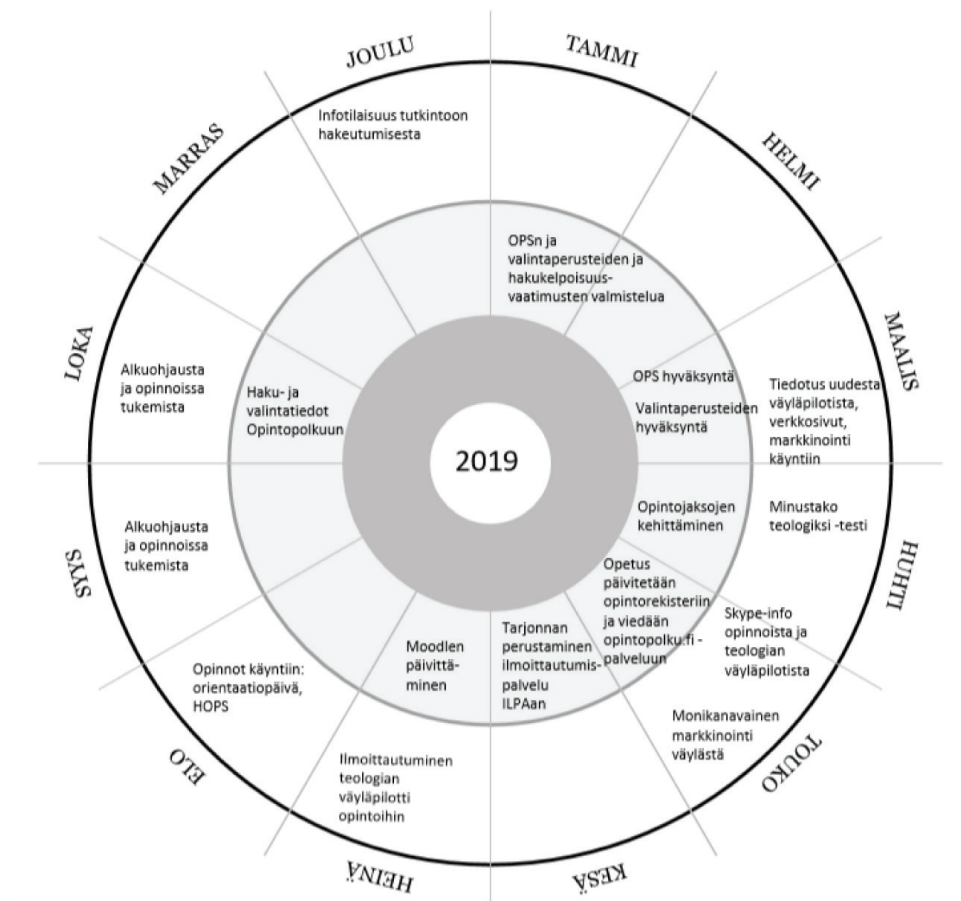 JOULU
TAMMI
HELMI
MAALIS
HUHTI
TOUKO
KESÄ
HEINÄ
ELO
SYYS
LOKA
MARRAS
Infotilaisuus tutkintoon
hakeutumisesta
OPSn ja
valintaperusteiden ja
hakukelpoisuus-
vaatimusten valmistelua
OPS hyväksyntä
Valintaperusteiden
hyväksyntä
Tiedotus uudesta
väyläpilotista,
verkkosivut,
markkinointi
käyntiin
Alkuohjausta
ja opinnoissa
tukemista
Haku- ja
valintatiedot
Opintopolkuun
2019
Opintojaksojen
kehittäminen
Minustako
teologiksi -testi
Alkuohjausta
ja opinnoissa
tukemista
Opetus
päivitetään
opintorekisteriin
ja viedään
opintopolku.fi -
palveluun
Skype-info
opinnoista ja
teologian
väyläpilotista
Tarjonnan
perustaminen
ilmoittautumis-
palvelu
ILPAan
Moodlen
päivittä-
minen
Opinnot käyntiin:
orientaatiopäivä,
HOPS
Monikanavainen
markkinointi
väylästä
Ilmoittautuminen
teologian
väyläpilotti
opintoihin